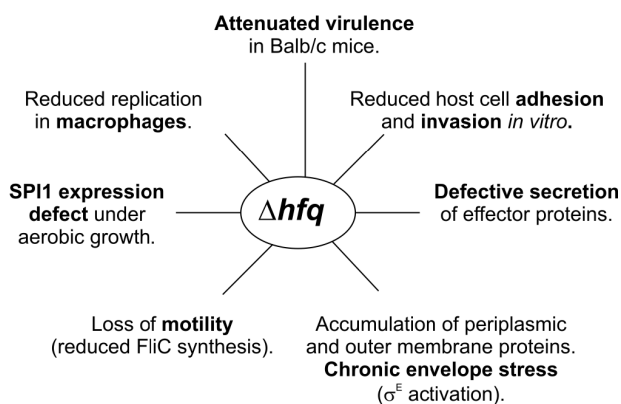 Attenuated virulence
in Balb/c mice.
Reduced replication
in macrophages.
Reduced host cell adhesion
and invasion in vitro.
SPI1 expression
defect under
aerobic growth.
Δhfq
Defective secretion
of effector proteins.
Loss of motility
(reduced FliC synthesis).
Accumulation of periplasmic
and outer membrane proteins.
Chronic envelope stress
(σᴱ activation).